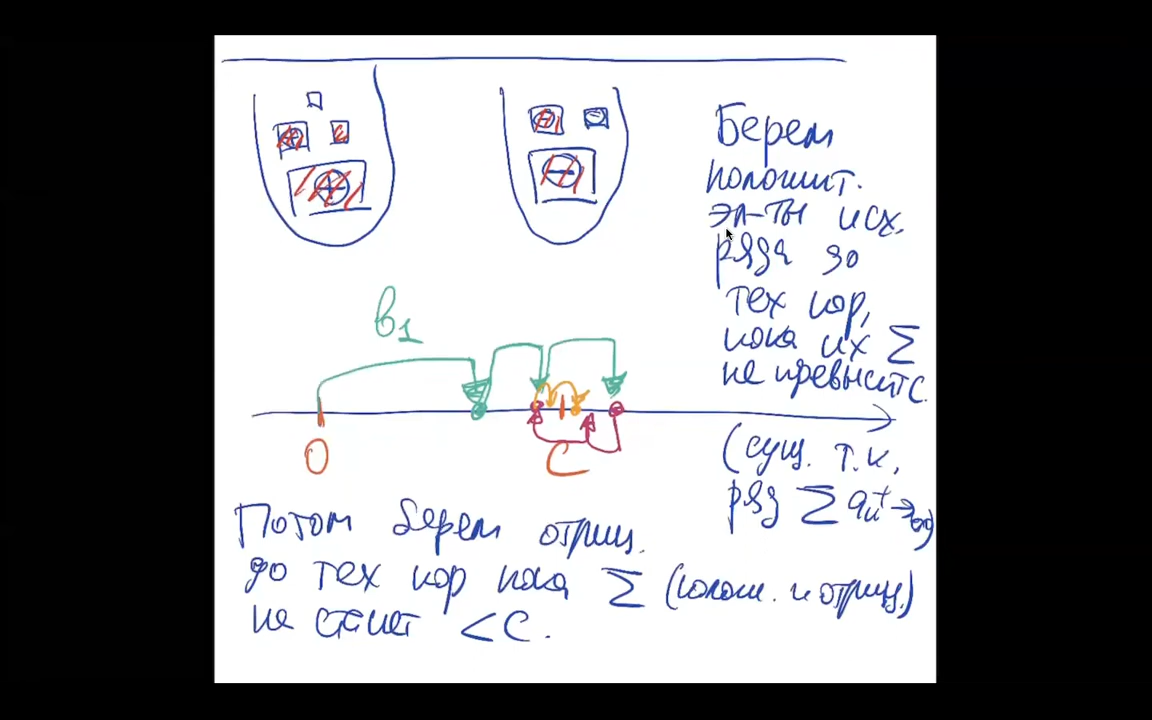 Берем
положит.
эл-ты исх.
ряда до
тех пор,
пока их Σ
не превысит C.
(сущ. т.к.
ряд Σ aₙ⁺→∞)
b₁
0
C
Потом берем отриц.
до тех пор пока Σ (полож. и отриц.)
не станет < C.